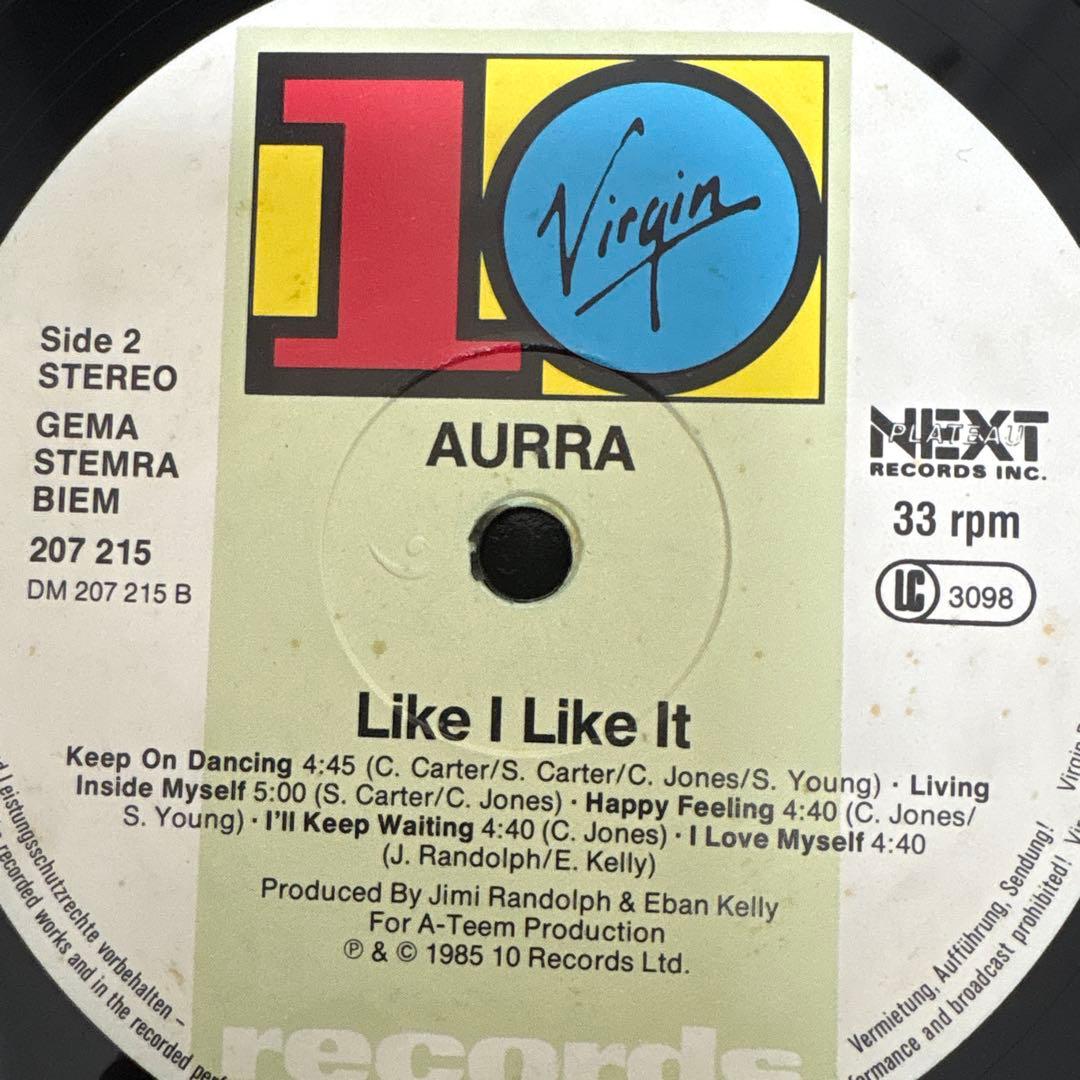 10
Virgin
Side 2
STEREO
GEMA
STEMRA
BIEM
207 215
DM 207 215 B
AURRA
NEXT
PLATEAU
RECORDS INC.
33 rpm
LC 3098
Like I Like It
Keep On Dancing 4:45 (C. Carter/S. Carter/C. Jones/S. Young) · Living
Inside Myself 5:00 (S. Carter/C. Jones) · Happy Feeling 4:40 (C. Jones/
S. Young) · I'll Keep Waiting 4:40 (C. Jones) · I Love Myself 4:40
(J. Randolph/E. Kelly)
Produced By Jimi Randolph & Eban Kelly
For A-Teem Production
℗ & © 1985 10 Records Ltd.
records
Leistungsschutzrechte vorbehalten –
recorded works and in the recorded
Vermietung, Aufführung, Sendung! Virgin
and broadcast prohibited!